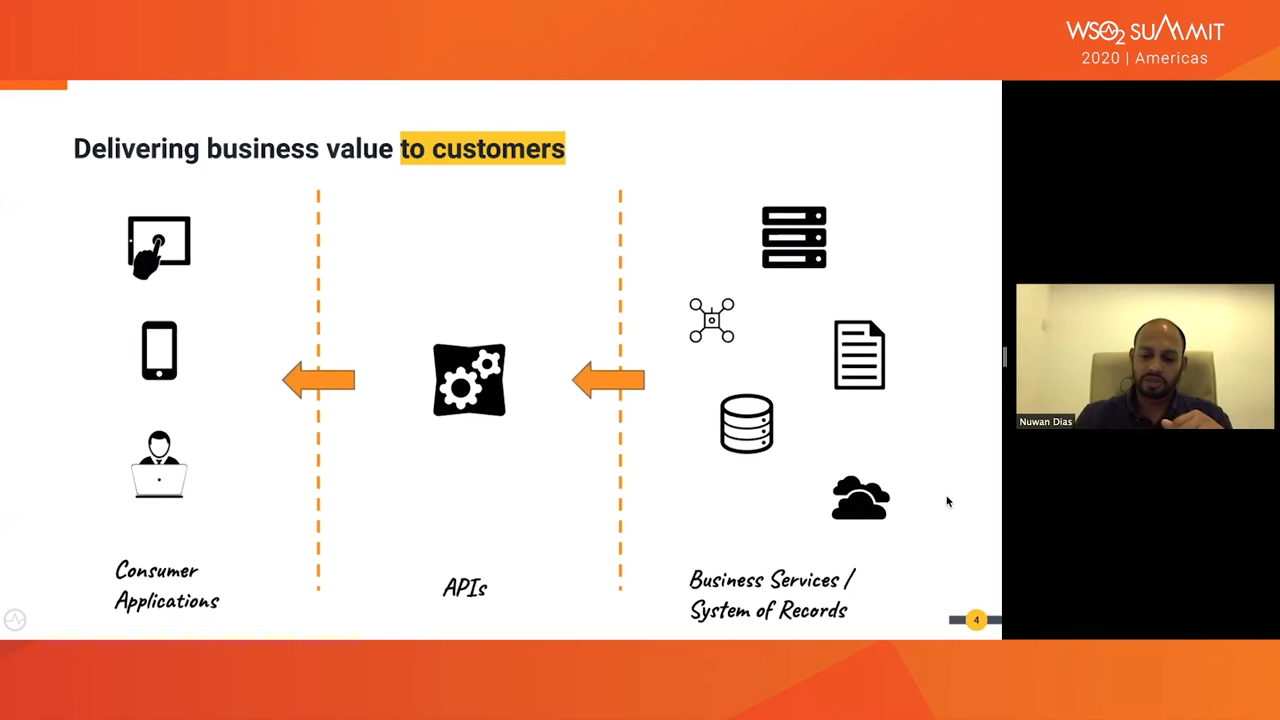 WSO2 SUMMIT
2020 | Americas
Delivering business value to customers
Consumer
Applications
APIs
Business Services /
System of Records
4
Nuwan Dias